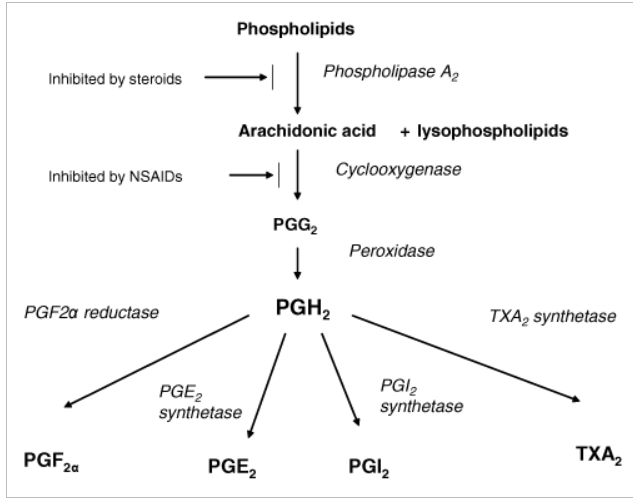 Phospholipids
Inhibited by steroids
Phospholipase A₂
Arachidonic acid + lysophospholipids
Inhibited by NSAIDs
Cyclooxygenase
PGG₂
Peroxidase
PGF2α reductase
PGH₂
TXA₂ synthetase
PGE₂
synthetase
PGI₂
synthetase
PGF₂α
PGE₂
PGI₂
TXA₂